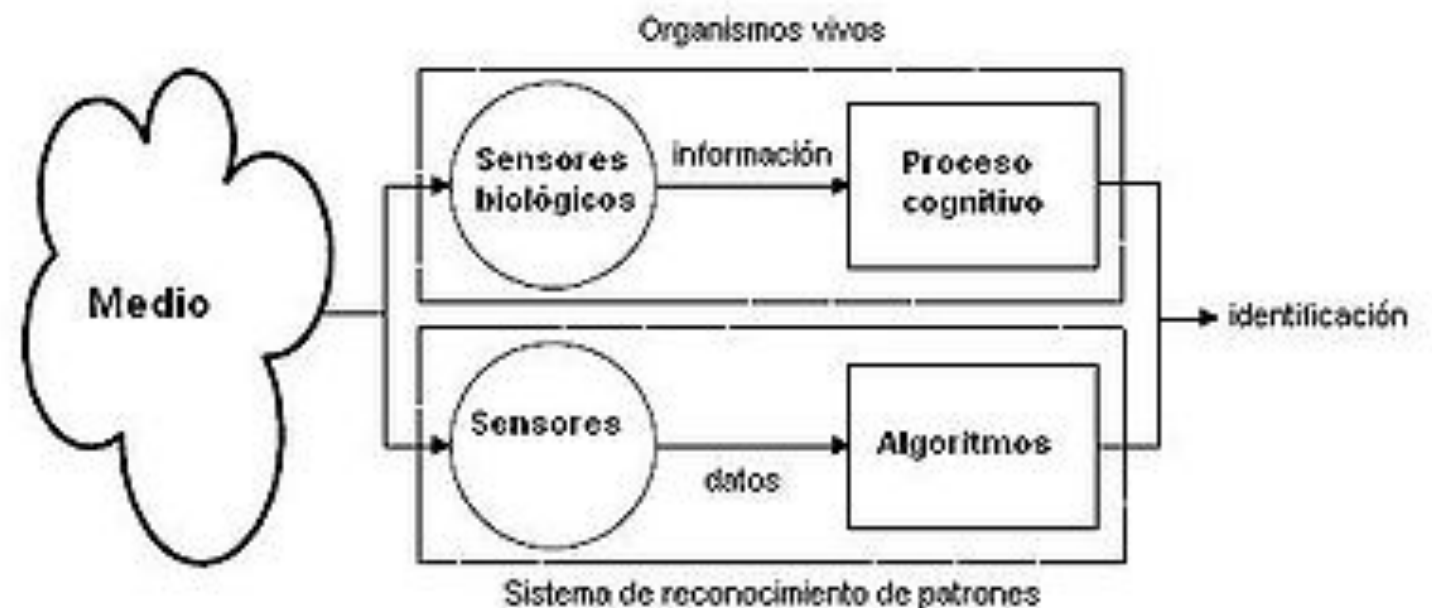 Organismos vivos
Medio
Sensores
biológicos
información
Proceso
cognitivo
identificación
Sensores
datos
Algoritmos
Sistema de reconocimiento de patrones